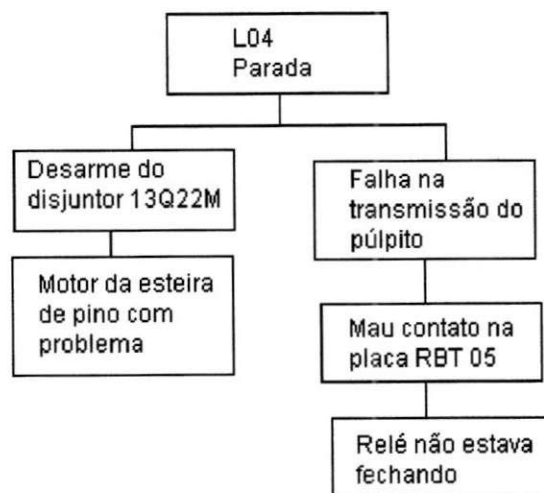 L04
Parada
Desarme do
disjuntor 13Q22M
Falha na
transmissão do
púlpito
Motor da esteira
de pino com
problema
Mau contato na
placa RBT 05
Relé não estava
fechando